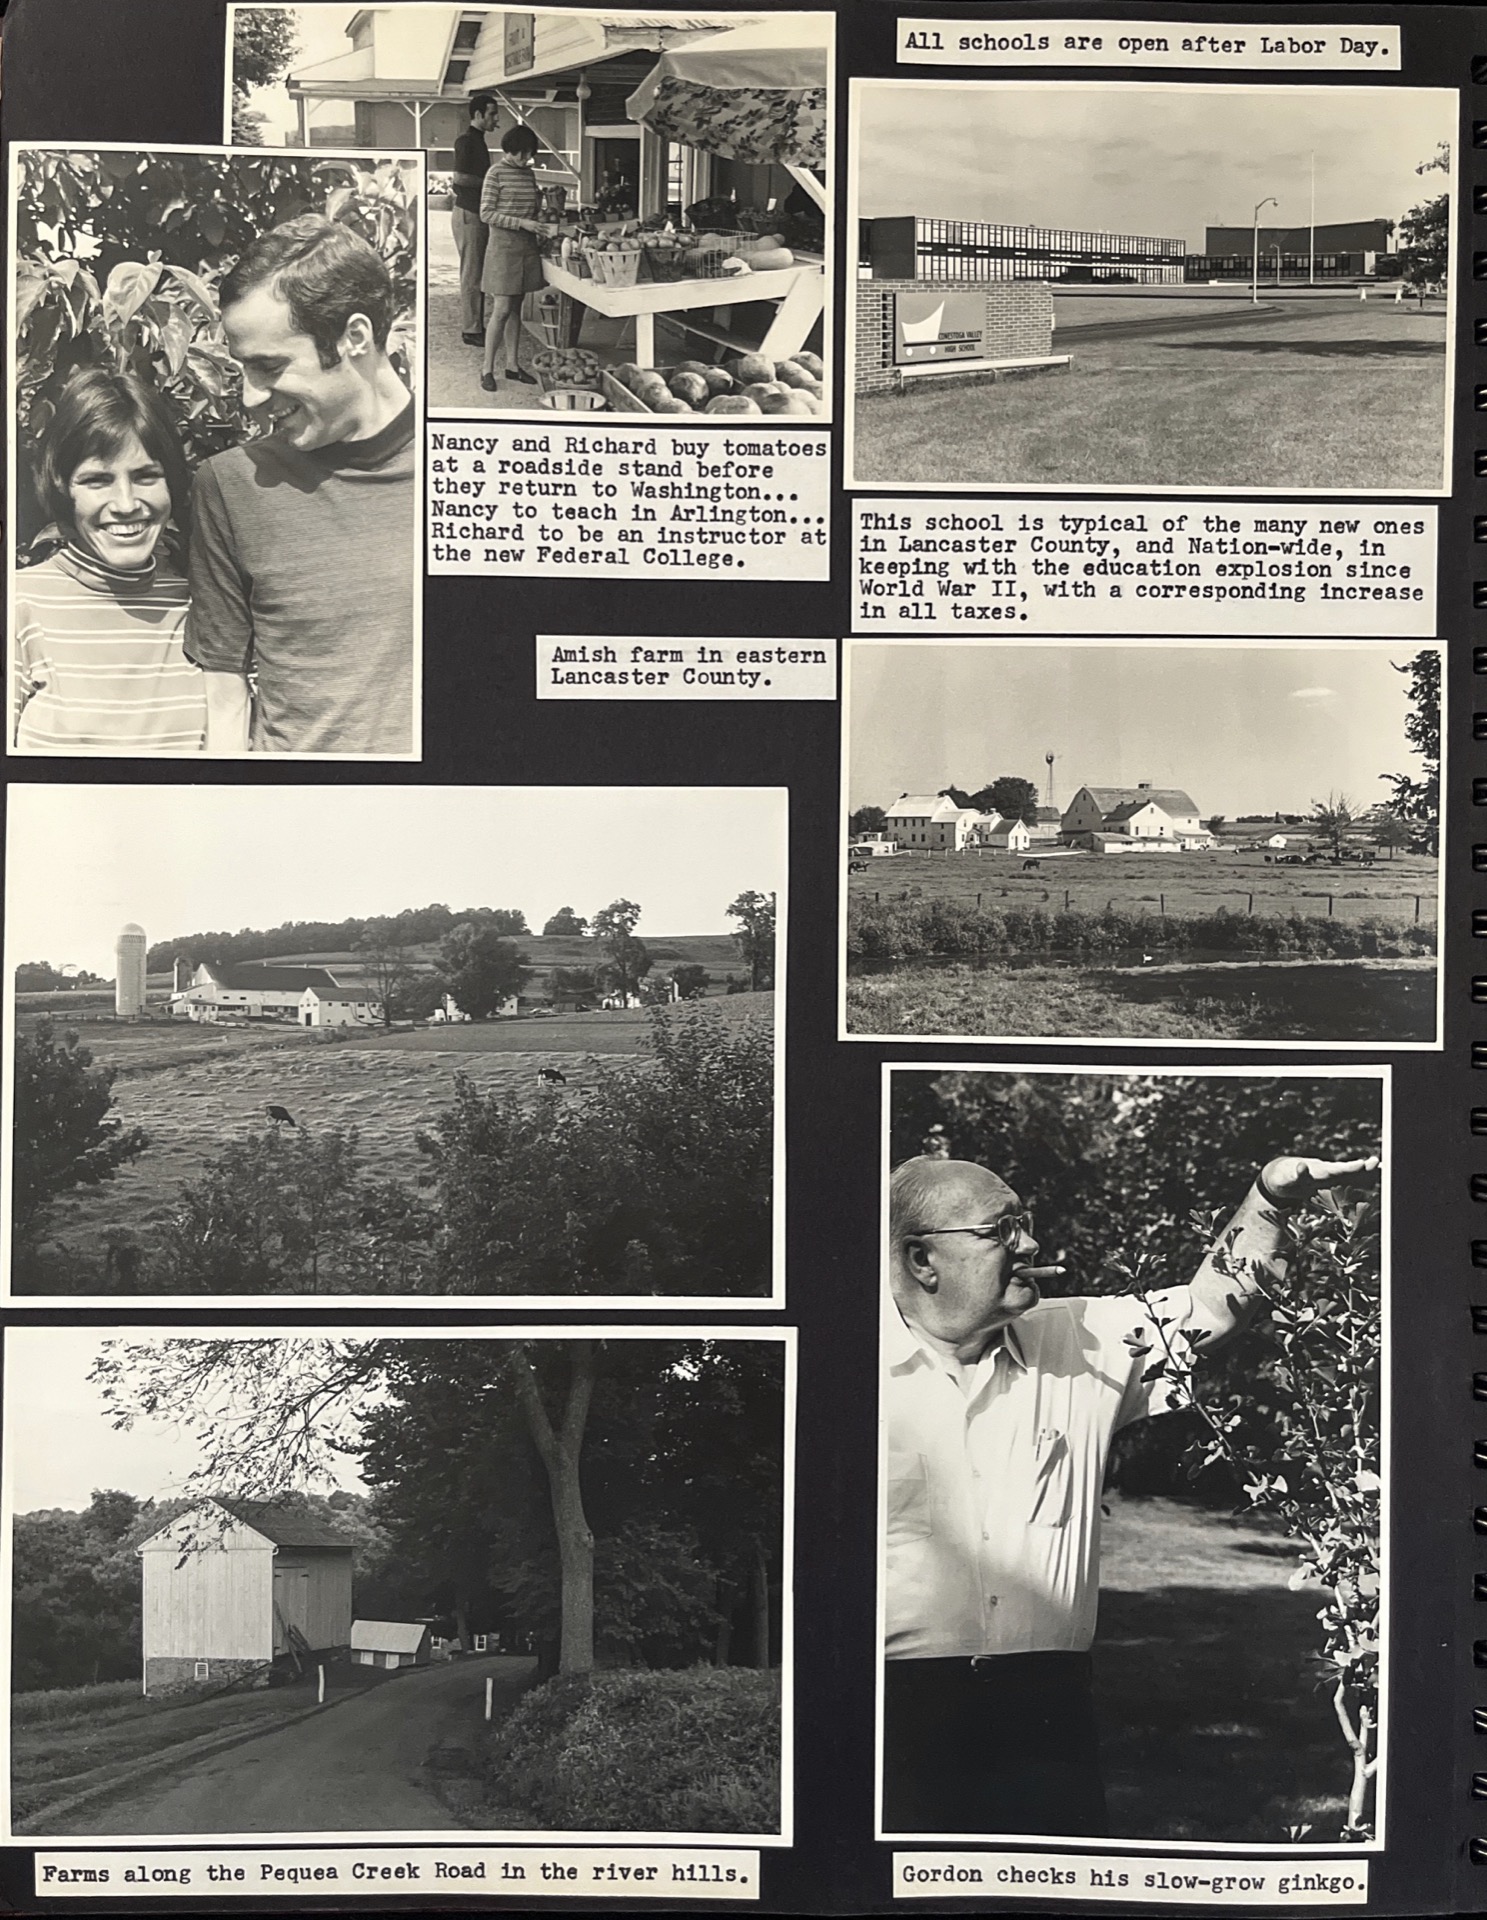 FRUIT &
VEGETABLES
Nancy and Richard buy tomatoes
at a roadside stand before
they return to Washington...
Nancy to teach in Arlington...
Richard to be an instructor at
the new Federal College.
All schools are open after Labor Day.
CONESTOGA VALLEY
HIGH SCHOOL
This school is typical of the many new ones
in Lancaster County, and Nation-wide, in
keeping with the education explosion since
World War II, with a corresponding increase
in all taxes.
Amish farm in eastern
Lancaster County.
Farms along the Pequea Creek Road in the river hills.
Gordon checks his slow-grow ginkgo.